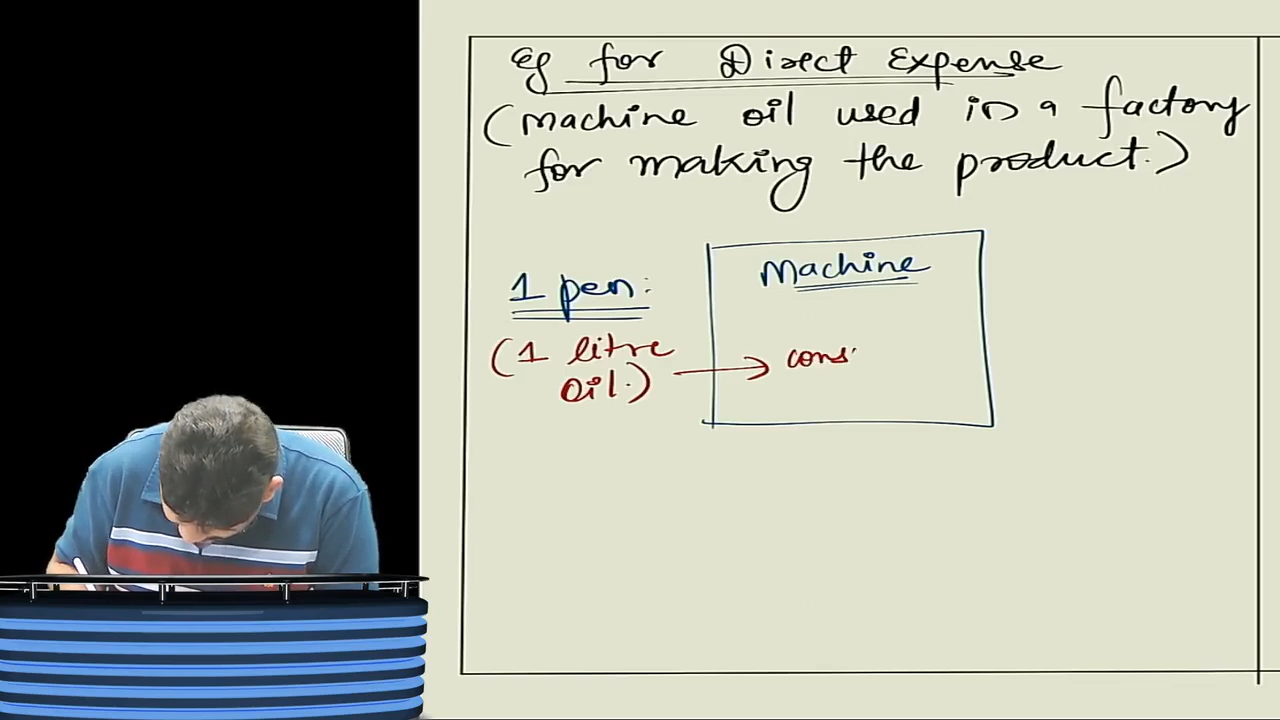 Eg for Direct Expense
(Machine oil used in a factory
for making the product.)
Machine
1 pen:
(1 litre
oil.)
→ cons